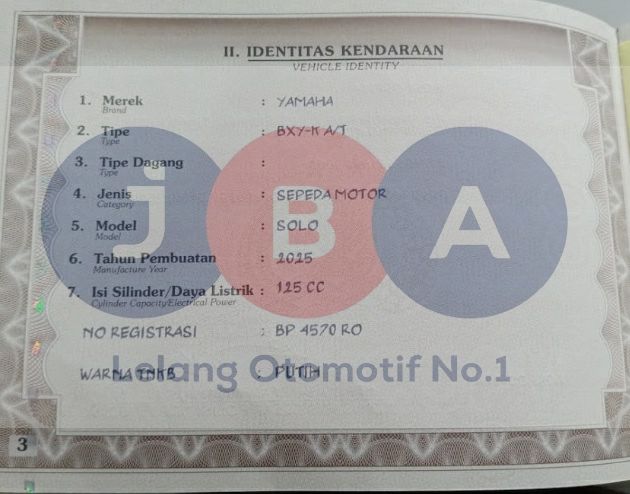 II. IDENTITAS KENDARAAN
VEHICLE IDENTITY
1. Merek : YAMAHA
Brand
2. Tipe : BXY-K A/T
Type
3. Tipe Dagang :
Type
4. Jenis : SEPEDA MOTOR
Category
5. Model : SOLO
Model
6. Tahun Pembuatan : 2025
Manufacture Year
7. Isi Silinder/Daya Listrik : 125 CC
Cylinder Capacity/Electrical Power
NO REGISTRASI : BP 4570 RO
WARNA TNKB : PUTIH
3
JBA
Lelang Otomotif No.1